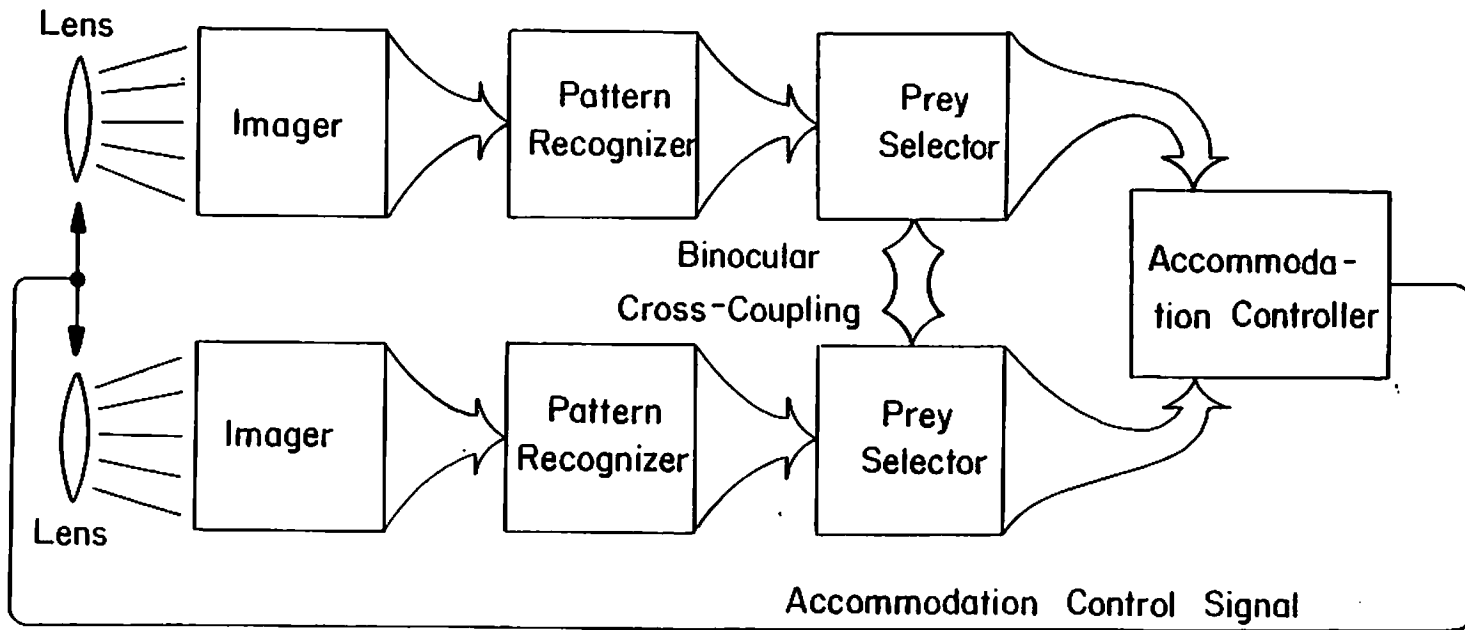 Lens
Imager
Pattern
Recognizer
Prey
Selector
Binocular
Cross-Coupling
Accommoda-
tion Controller
Imager
Pattern
Recognizer
Prey
Selector
Lens
Accommodation Control Signal